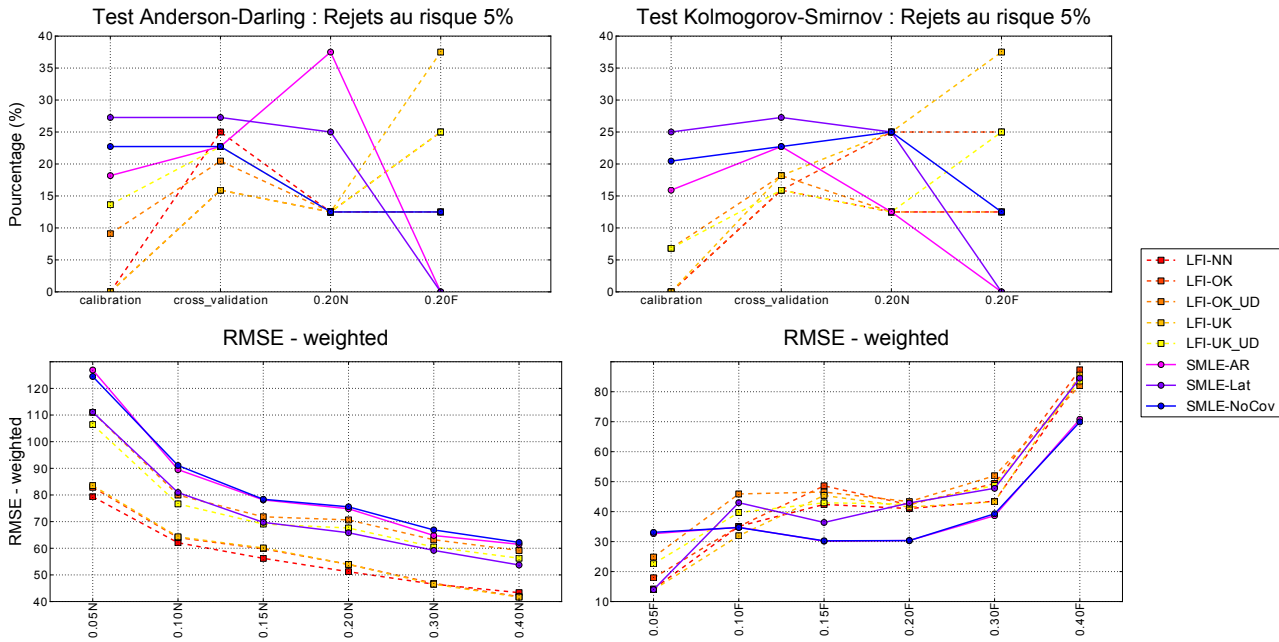 Test Anderson-Darling : Rejets au risque 5%
Pourcentage (%)
40
35
30
25
20
15
10
5
0
calibration cross_validation 0.20N 0.20F
Test Kolmogorov-Smirnov : Rejets au risque 5%
40
35
30
25
20
15
10
5
0
calibration cross_validation 0.20N 0.20F
LFI-NN
LFI-OK
LFI-OK_UD
LFI-UK
LFI-UK_UD
SMLE-AR
SMLE-Lat
SMLE-NoCov
RMSE - weighted
RMSE - weighted
120
110
100
90
80
70
60
50
40
0.05N 0.10N 0.15N 0.20N 0.30N 0.40N
RMSE - weighted
80
70
60
50
40
30
20
10
0.05F 0.10F 0.15F 0.20F 0.30F 0.40F